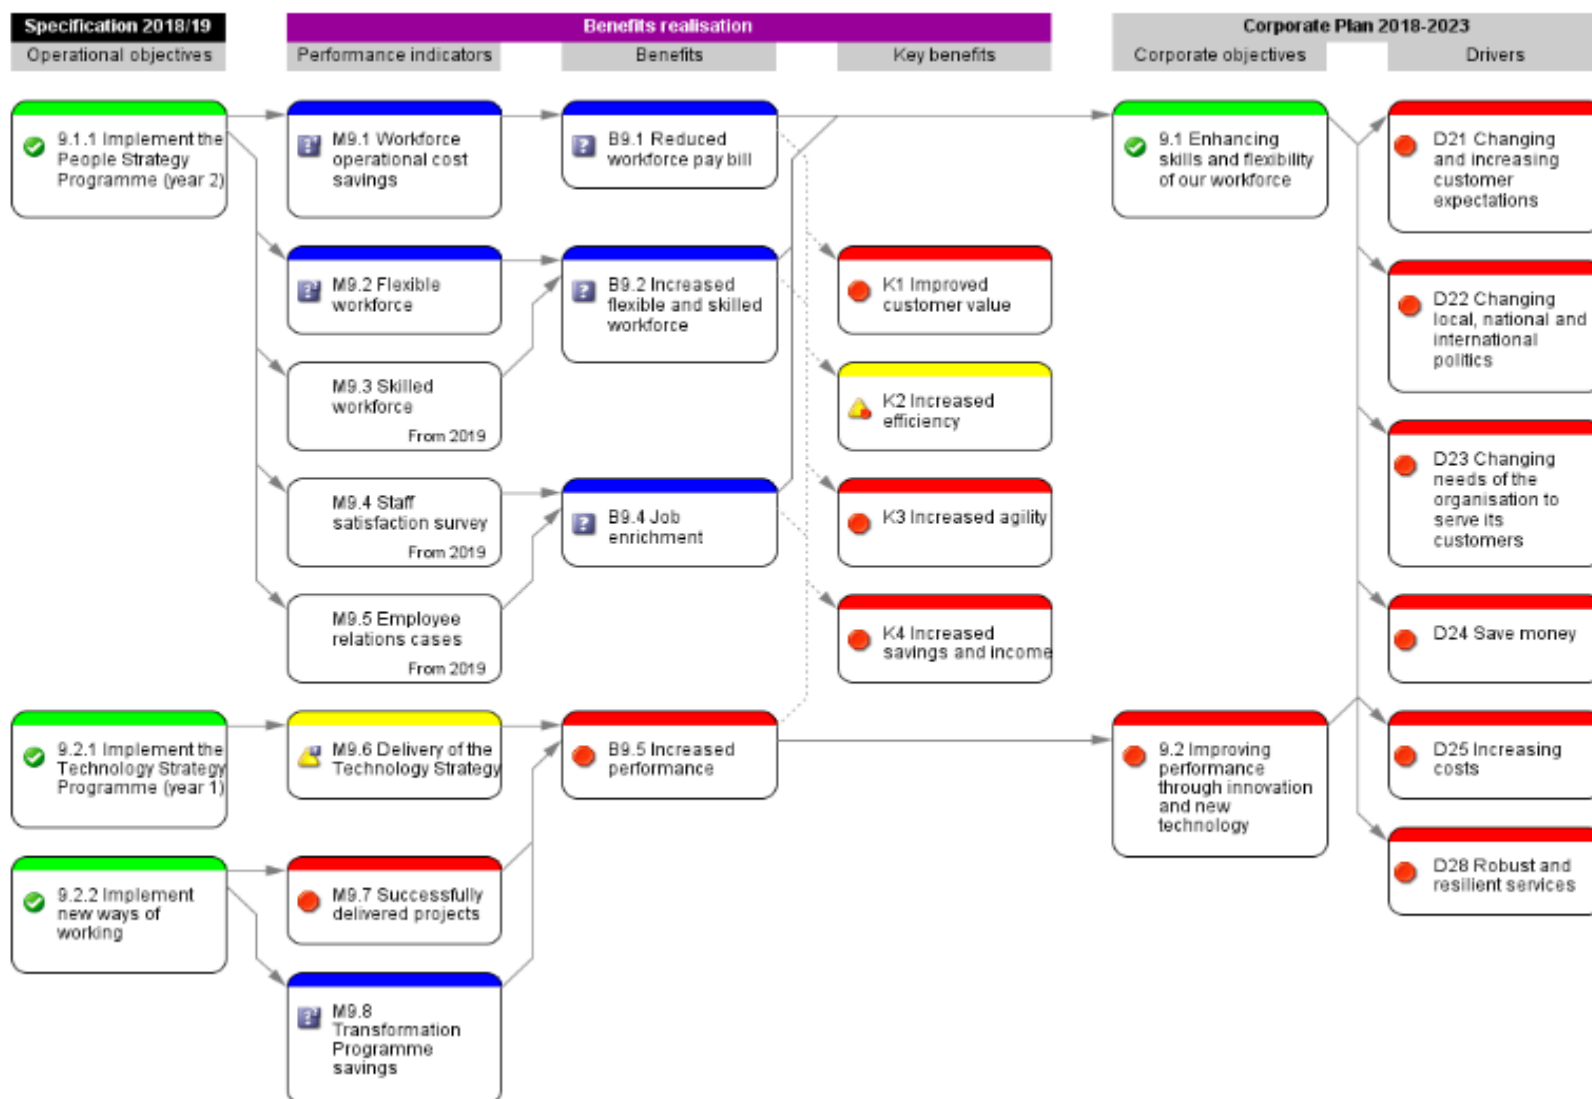 Specification 2018/19
Benefits realisation
Corporate Plan 2018-2023
Operational objectives
Performance indicators
Benefits
Key benefits
Corporate objectives
Drivers
9.1.1 Implement the
People Strategy
Programme (year 2)
9.2.1 Implement the
Technology Strategy
Programme (year 1)
9.2.2 Implement
new ways of
working
M9.1 Workforce
operational cost
savings
M9.2 Flexible
workforce
M9.3 Skilled
workforce
From 2019
M9.4 Staff
satisfaction survey
From 2019
M9.5 Employee
relations cases
From 2019
M9.6 Delivery of the
Technology Strategy
M9.7 Successfully
delivered projects
M9.8
Transformation
Programme
savings
B9.1 Reduced
workforce pay bill
B9.2 Increased
flexible and skilled
workforce
B9.4 Job
enrichment
B9.5 Increased
performance
K1 Improved
customer value
K2 Increased
efficiency
K3 Increased agility
K4 Increased
savings and income
9.1 Enhancing
skills and flexibility
of our workforce
9.2 Improving
performance
through innovation
and new
technology
D21 Changing
and increasing
customer
expectations
D22 Changing
local, national and
international
politics
D23 Changing
needs of the
organisation to
serve its
customers
D24 Save money
D25 Increasing
costs
D28 Robust and
resilient services